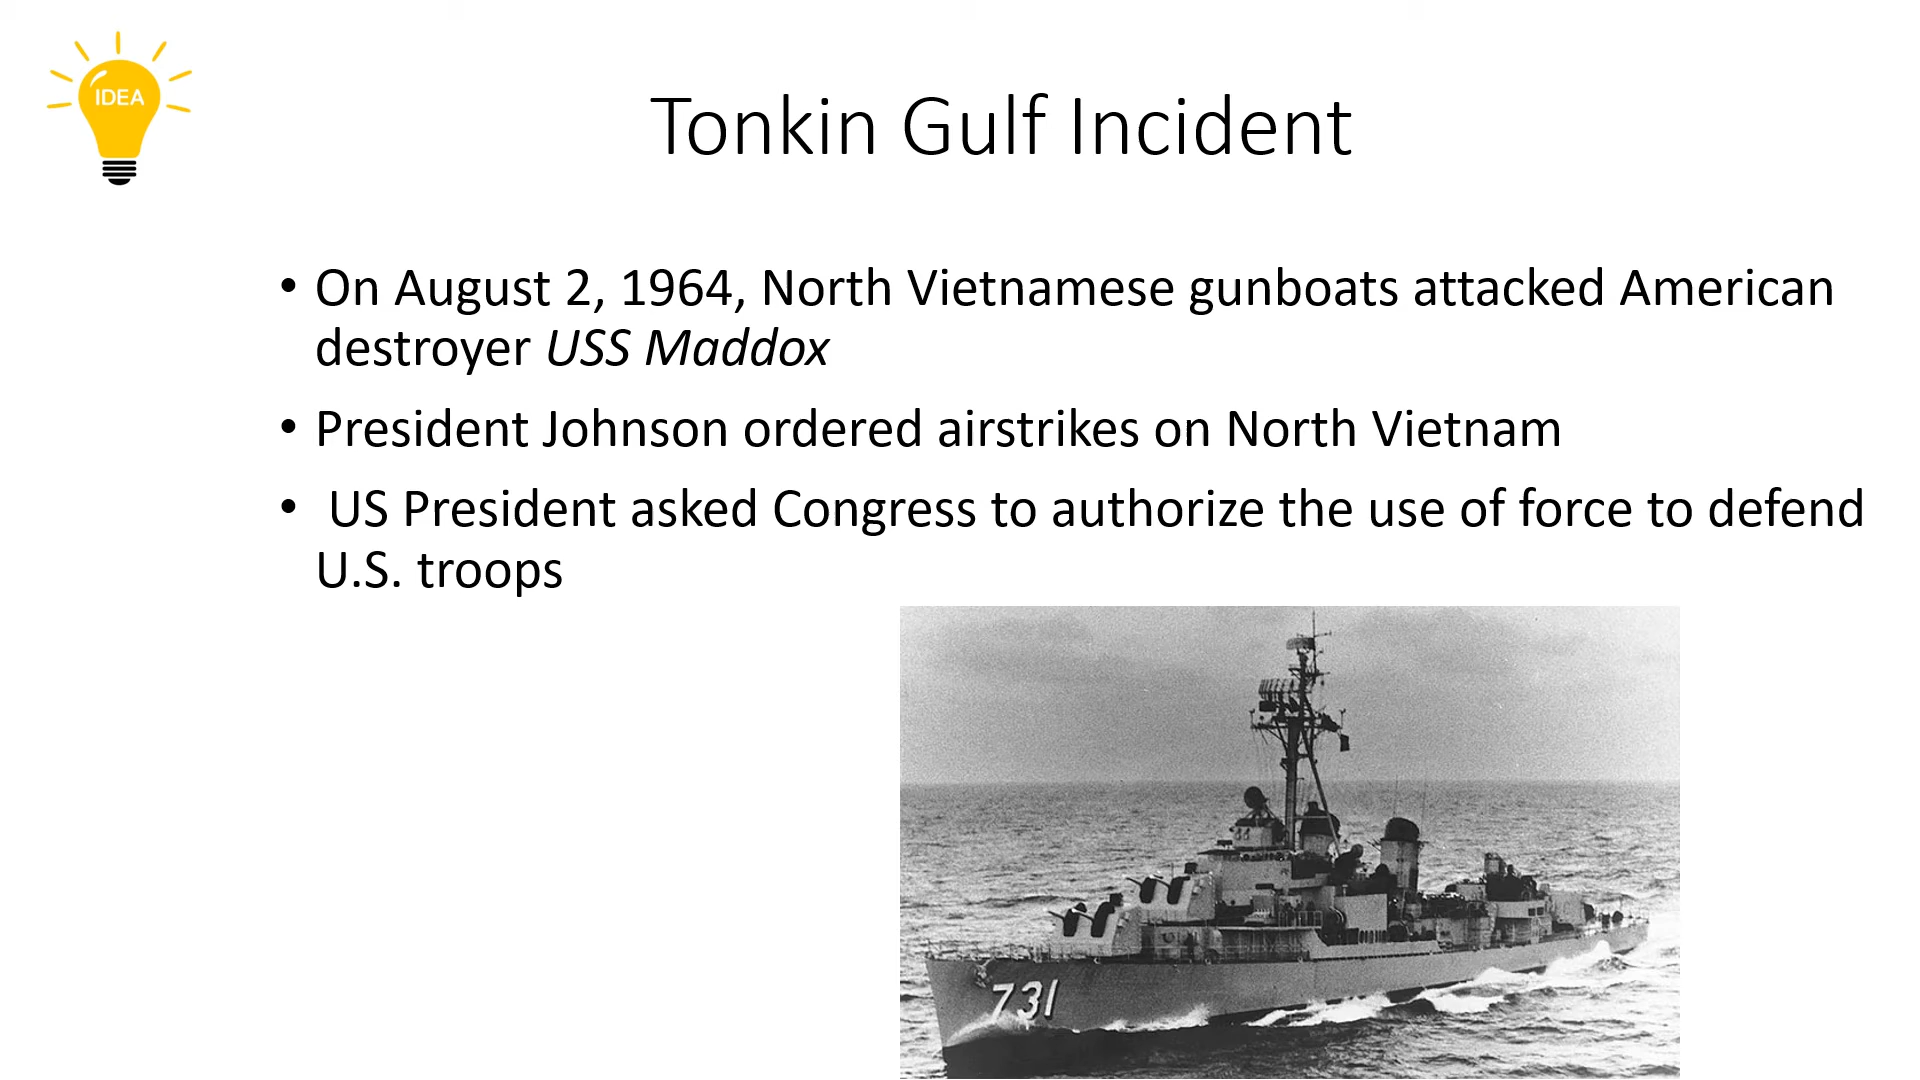 IDEA
Tonkin Gulf Incident
• On August 2, 1964, North Vietnamese gunboats attacked American
destroyer USS Maddox
• President Johnson ordered airstrikes on North Vietnam
• US President asked Congress to authorize the use of force to defend
U.S. troops
731